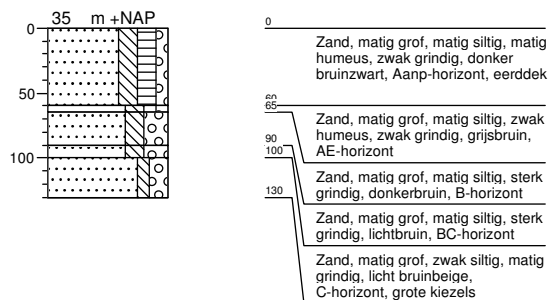 35 m +NAP
0
50
100
0
Zand, matig grof, matig siltig, matig
humeus, zwak grindig, donker
bruinzwart, Aanp-horizont, eerddek
60
65
Zand, matig grof, matig siltig, zwak
humeus, zwak grindig, grijsbruin,
AE-horizont
90
Zand, matig grof, matig siltig, sterk
grindig, donkerbruin, B-horizont
100
Zand, matig grof, matig siltig, sterk
grindig, lichtbruin, BC-horizont
130
Zand, matig grof, zwak siltig, matig
grindig, licht bruinbeige,
C-horizont, grote kiezels